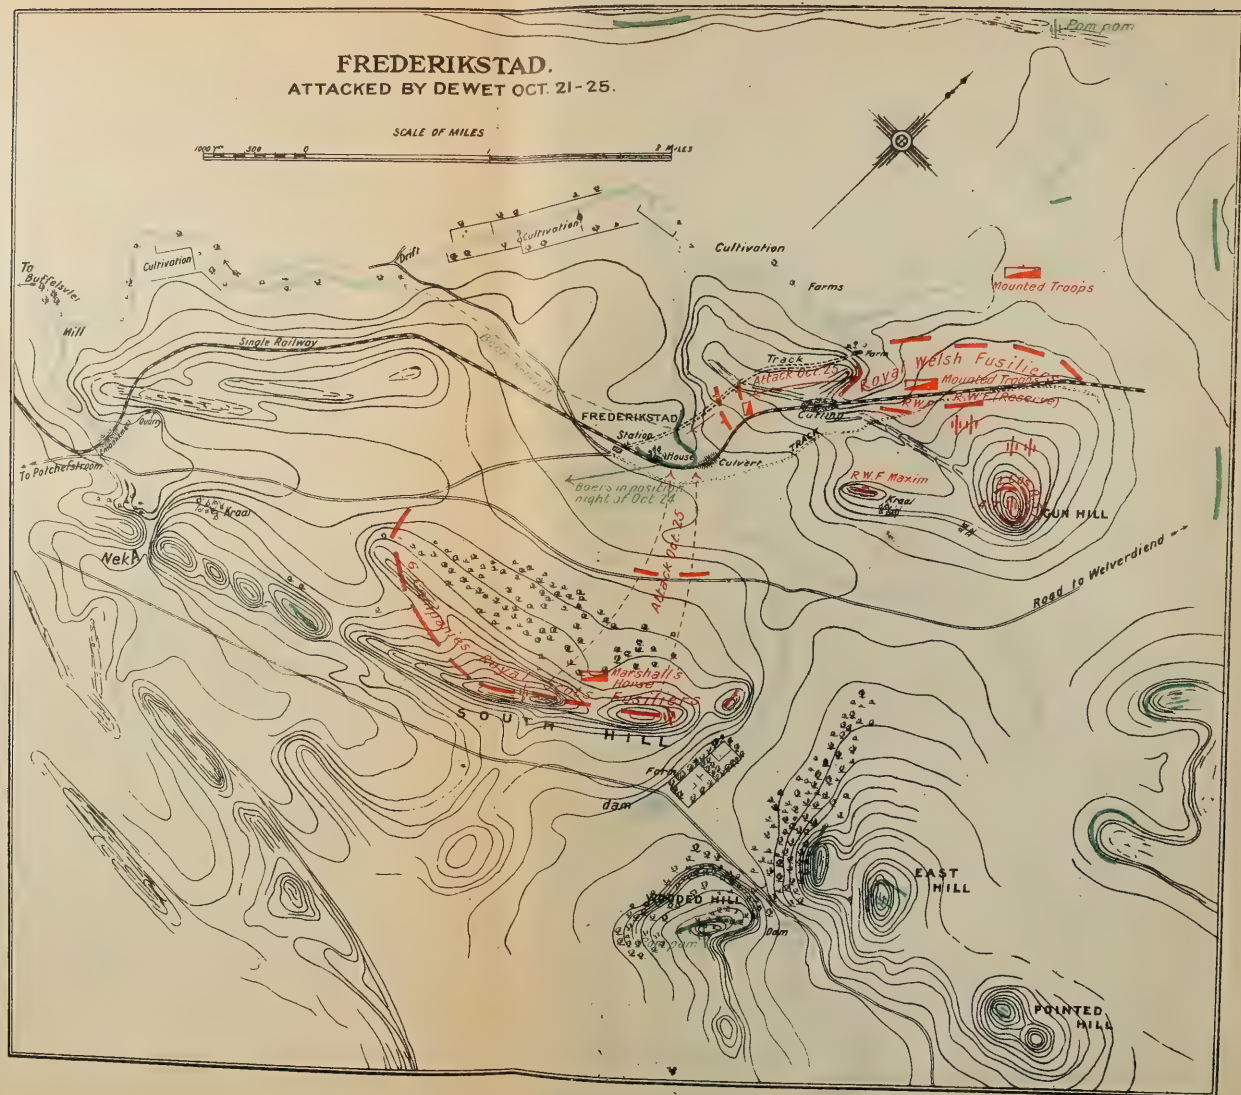 Pom pom
FREDERIKSTAD.
ATTACKED BY DEWET OCT. 21-25.
SCALE OF MILES
1000 Yds 500 0 1 2 MILES
Cultivation
Cultivation
Drift
Cultivation
Farms
To
Buffelsvlei
Mill
Mounted Troops
Single Railway
Track
Farm
Attack Oct. 25
Royal Welsh Fusiliers
Mounted Troops
R.W.F.
R.W.F (Reserve)
Cutting
FREDERIKSTAD
Station
House
Culvert
TRACK
Quarry
Embankment
To Potchefstroom
Boers in position
night of Oct 24
R.W.F Maxim
Kraal
GUN HILL
Kraal
Nek
Attack Oct. 25
Road to Welverdiend
6 Companies Royal Scots Fusiliers
Marshall's
House
SOUTH HILL
Farm
dam
EAST
HILL
WOODED HILL
Pom pom
Dam
POINTED
HILL